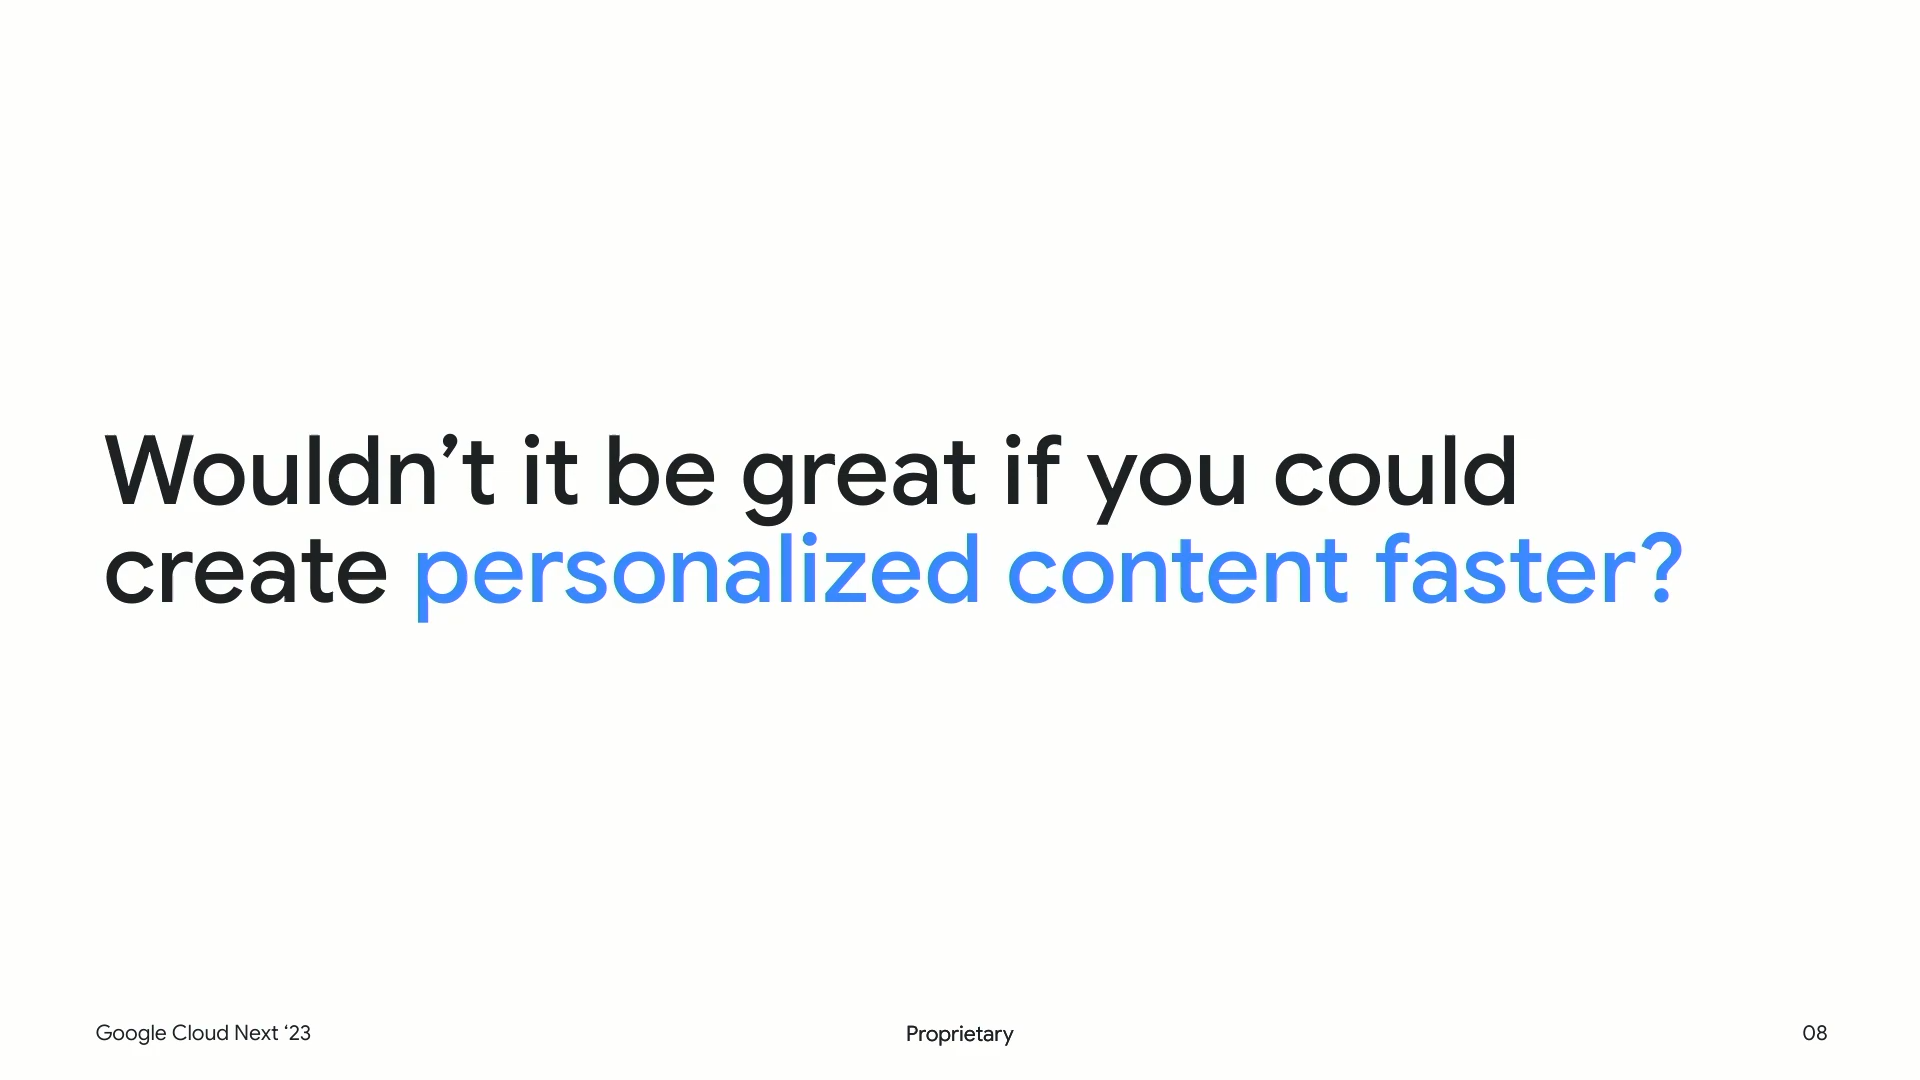 Wouldn’t it be great if you could
create personalized content faster?
Google Cloud Next ‘23
Proprietary
08